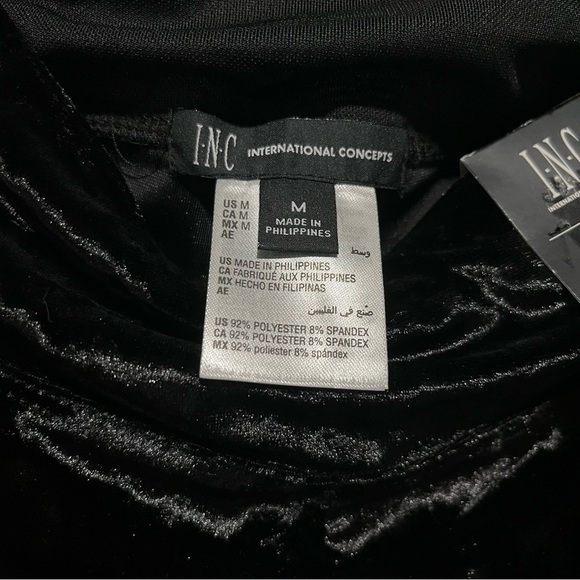 I·N·C INTERNATIONAL CONCEPTS
M
MADE IN
PHILIPPINES
US M
CA M
MX M
AE
وسط
US MADE IN PHILIPPINES
CA FABRIQUÉ AUX PHILIPPINES
MX HECHO EN FILIPINAS
AE
صنع في الفلبين
US 92% POLYESTER 8% SPANDEX
CA 92% POLYESTER 8% SPANDEX
MX 92% poliester 8% spándex
I·N·C